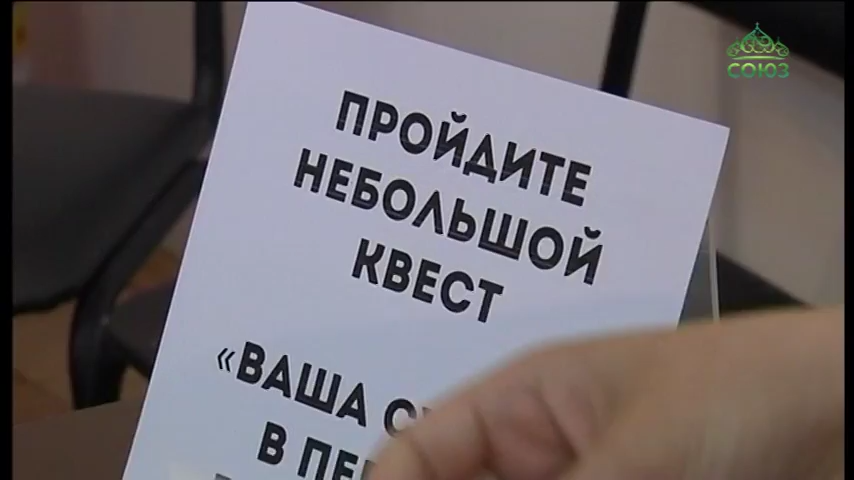 СОЮЗ
ПРОЙДИТЕ
НЕБОЛЬШОЙ
КВЕСТ
«ВАША
В